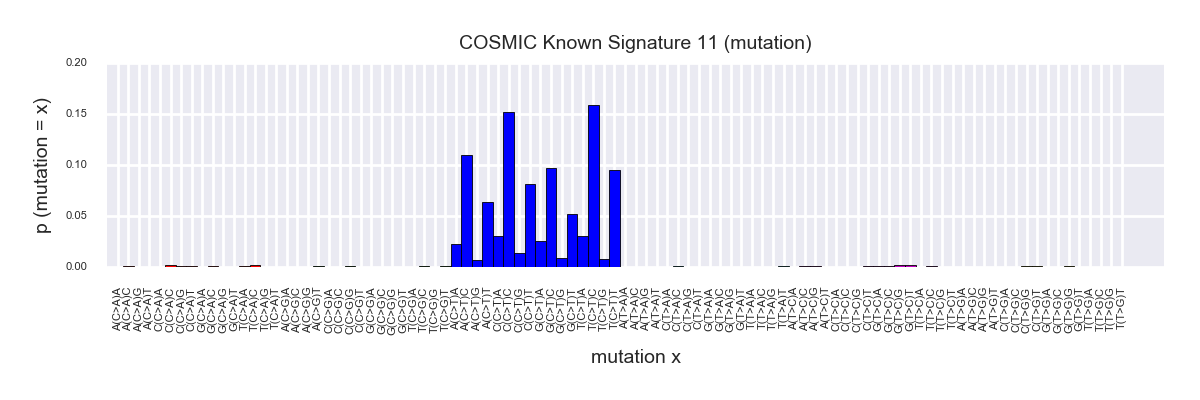 COSMIC Known Signature 11 (mutation)
0.20
0.15
0.10
0.05
0.00
p (mutation = x)
A(C>A)A
A(C>A)C
A(C>A)G
A(C>A)T
C(C>A)A
C(C>A)C
C(C>A)G
C(C>A)T
G(C>A)A
G(C>A)C
G(C>A)G
G(C>A)T
T(C>A)A
T(C>A)C
T(C>A)G
T(C>A)T
A(C>G)A
A(C>G)C
A(C>G)G
A(C>G)T
C(C>G)A
C(C>G)C
C(C>G)G
C(C>G)T
G(C>G)A
G(C>G)C
G(C>G)G
G(C>G)T
T(C>G)A
T(C>G)C
T(C>G)G
T(C>G)T
A(C>T)A
A(C>T)C
A(C>T)G
A(C>T)T
C(C>T)A
C(C>T)C
C(C>T)G
C(C>T)T
G(C>T)A
G(C>T)C
G(C>T)G
G(C>T)T
T(C>T)A
T(C>T)C
T(C>T)G
T(C>T)T
A(T>A)A
A(T>A)C
A(T>A)G
A(T>A)T
C(T>A)A
C(T>A)C
C(T>A)G
C(T>A)T
G(T>A)A
G(T>A)C
G(T>A)G
G(T>A)T
T(T>A)A
T(T>A)C
T(T>A)G
T(T>A)T
A(T>C)A
A(T>C)C
A(T>C)G
A(T>C)T
C(T>C)A
C(T>C)C
C(T>C)G
C(T>C)T
G(T>C)A
G(T>C)C
G(T>C)G
G(T>C)T
T(T>C)A
T(T>C)C
T(T>C)G
T(T>C)T
A(T>G)A
A(T>G)C
A(T>G)G
A(T>G)T
C(T>G)A
C(T>G)C
C(T>G)G
C(T>G)T
G(T>G)A
G(T>G)C
G(T>G)G
G(T>G)T
T(T>G)A
T(T>G)C
T(T>G)G
T(T>G)T
mutation x